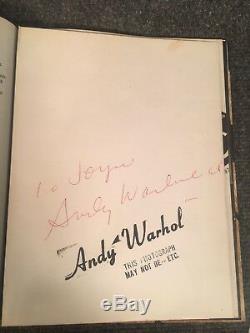 to Joyce
Andy Warhol
Andy Warhol
THIS PHOTOGRAPH
MAY NOT BE-ETC.